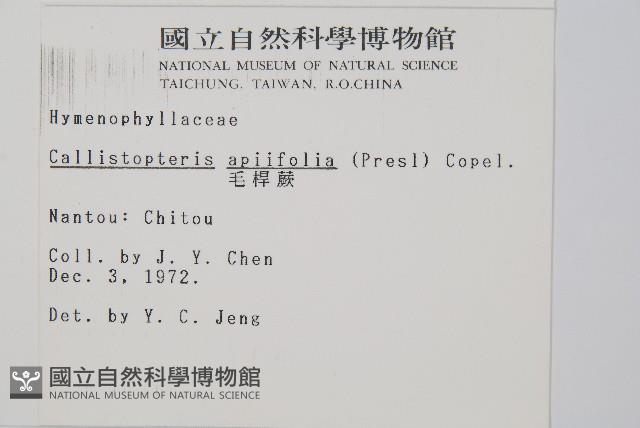 國立自然科學博物館
NATIONAL MUSEUM OF NATURAL SCIENCE
TAICHUNG, TAIWAN, R.O.CHINA
Hymenophyllaceae
Callistopteris apiifolia (Presl) Copel.
毛桿蕨
Nantou: Chitou
Coll. by J. Y. Chen
Dec. 3, 1972.
Det. by Y. C. Jeng
國立自然科學博物館
NATIONAL MUSEUM OF NATURAL SCIENCE